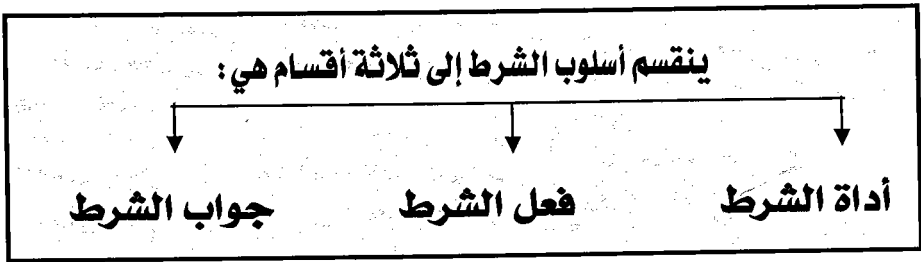 ينقسم أسلوب الشرط إلى ثلاثة أقسام هي :
أداة الشرط فعل الشرط جواب الشرط